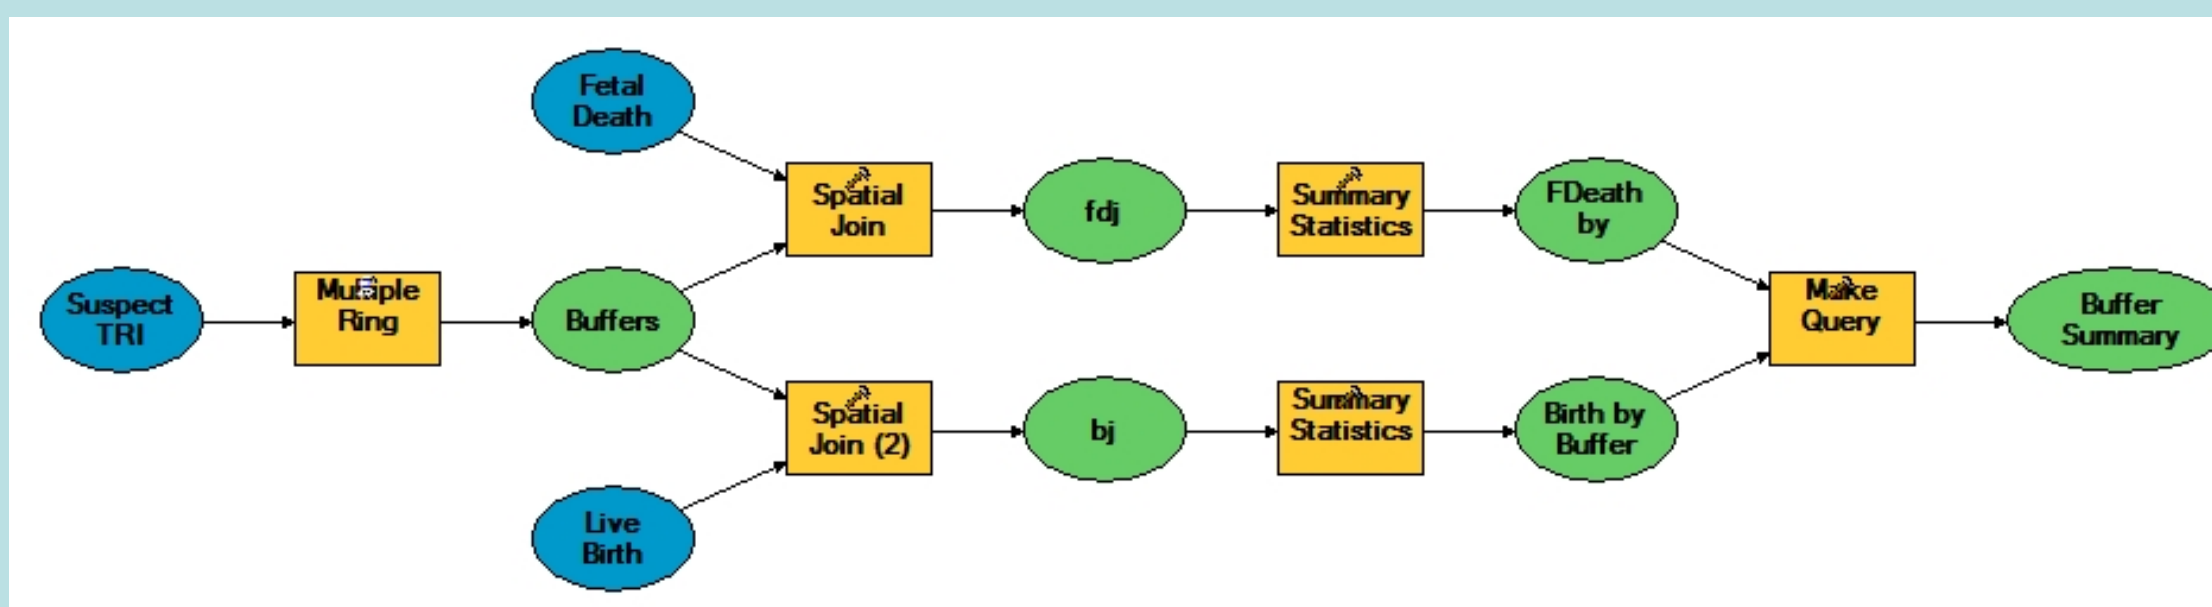 Fetal
Death
Spatial
Join
fdj
Summary
Statistics
FDeath
by
Suspect
TRI
Multiple
Ring
Buffers
Make
Query
Buffer
Summary
Spatial
Join (2)
bj
Summary
Statistics
Birth by
Buffer
Live
Birth